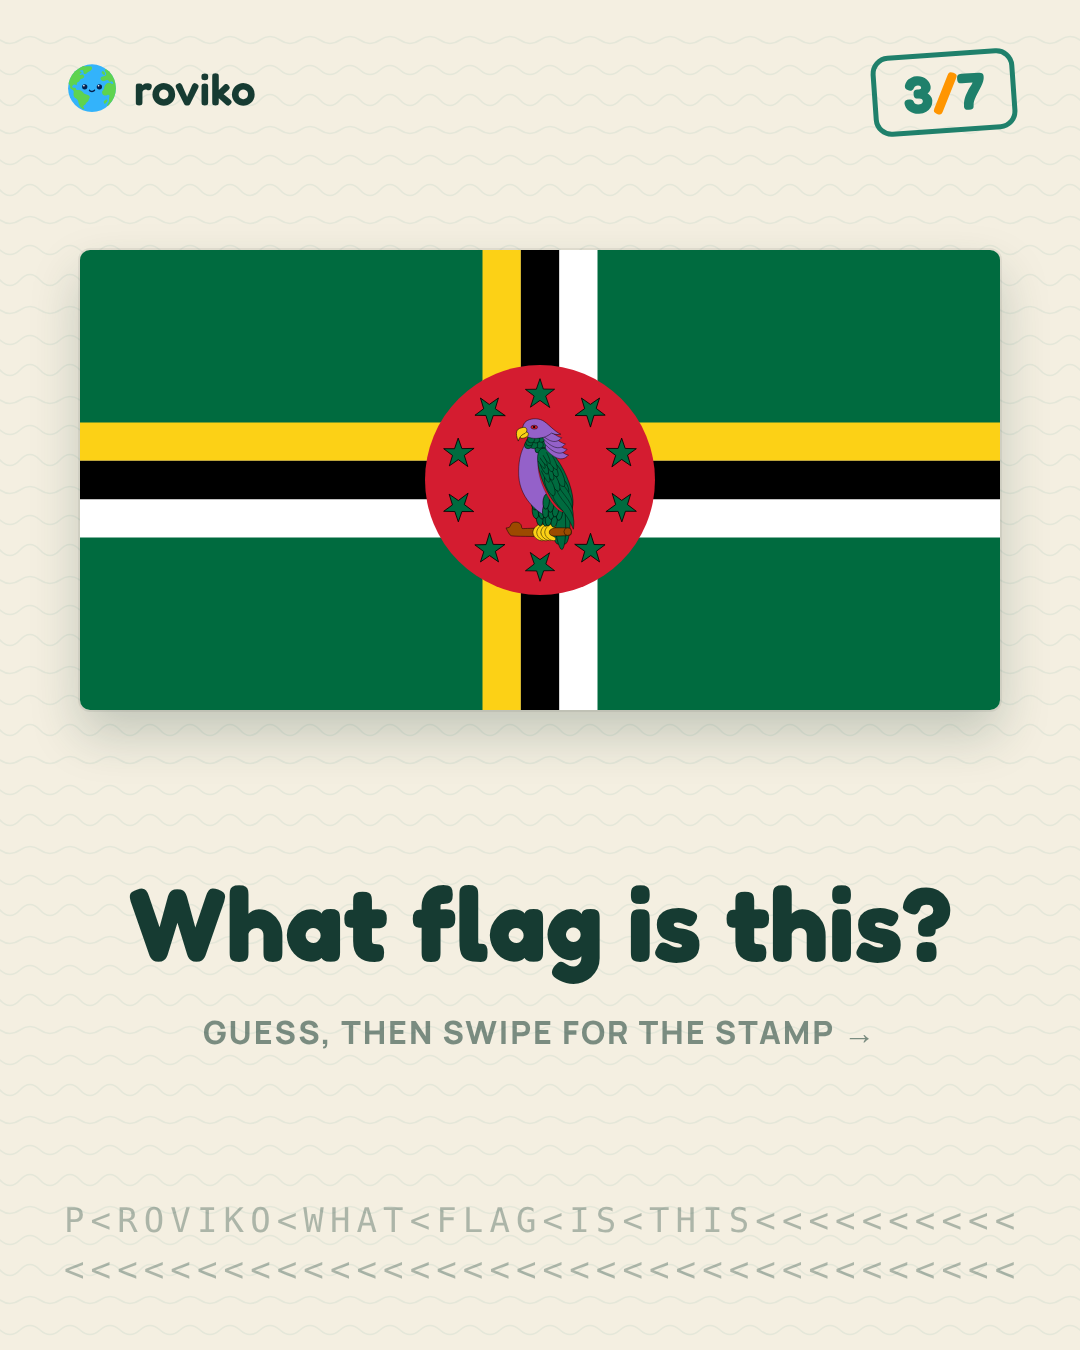 roviko
3/7
What flag is this?
GUESS, THEN SWIPE FOR THE STAMP →
P<ROVIKO<WHAT<FLAG<IS<THIS<<<<<<<<<<
<<<<<<<<<<<<<<<<<<<<<<<<<<<<<<<<<<<<